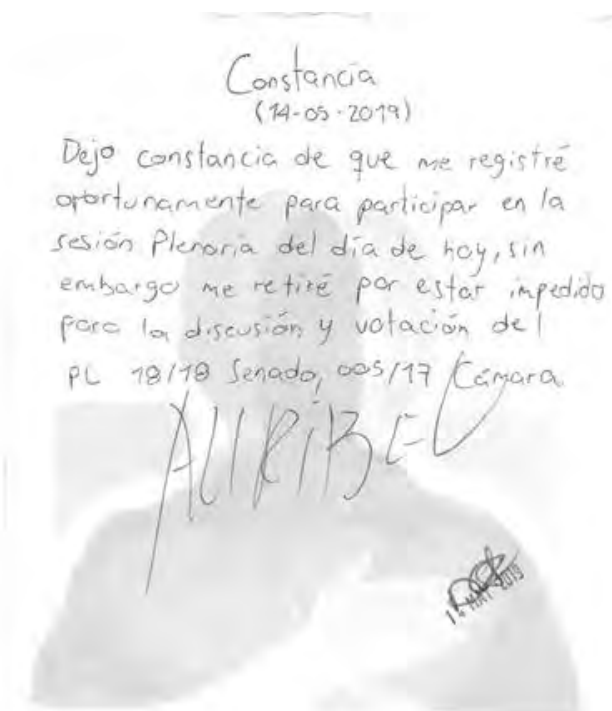 Constancia
(14-05-2019)
Dejo constancia de que me registré
oportunamente para participar en la
sesión Plenaria del día de hoy, sin
embargo me retiré por estar impedido
para la discusión y votación del
PL 18/18 Senado, 005/17 Cámara
14 MAY 2019